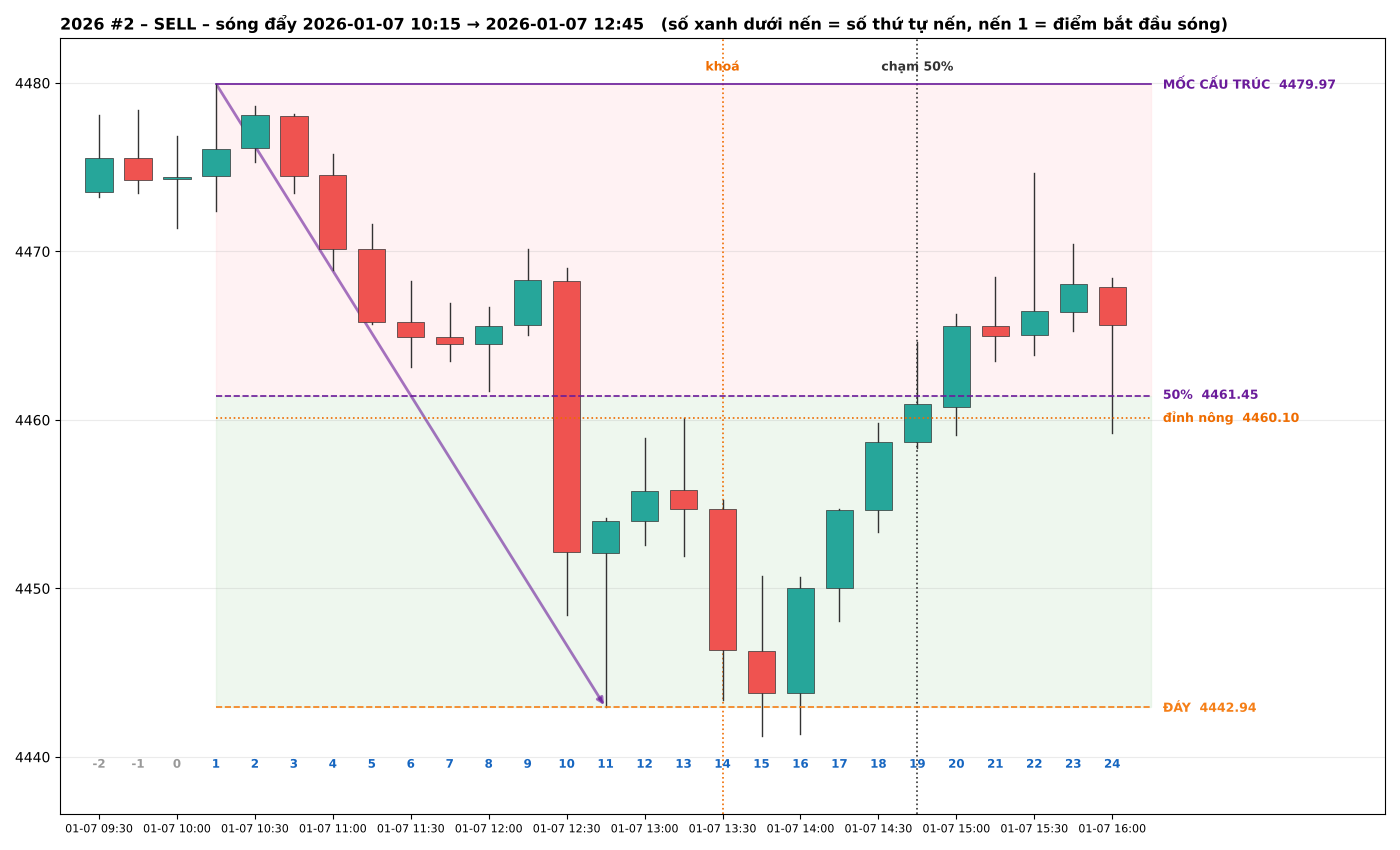 2026 #2 – SELL – sóng đẩy 2026-01-07 10:15 → 2026-01-07 12:45 (số xanh dưới nến = số thứ tự nến, nến 1 = điểm bắt đầu sóng)
khoá
chạm 50%
4480
MỐC CẤU TRÚC 4479.97
4470
50% 4461.45
4460
đỉnh nông 4460.10
4450
ĐÁY 4442.94
4440
-2 -1 0 1 2 3 4 5 6 7 8 9 10 11 12 13 14 15 16 17 18 19 20 21 22 23 24
01-07 09:30 01-07 10:00 01-07 10:30 01-07 11:00 01-07 11:30 01-07 12:00 01-07 12:30 01-07 13:00 01-07 13:30 01-07 14:00 01-07 14:30 01-07 15:00 01-07 15:30 01-07 16:00